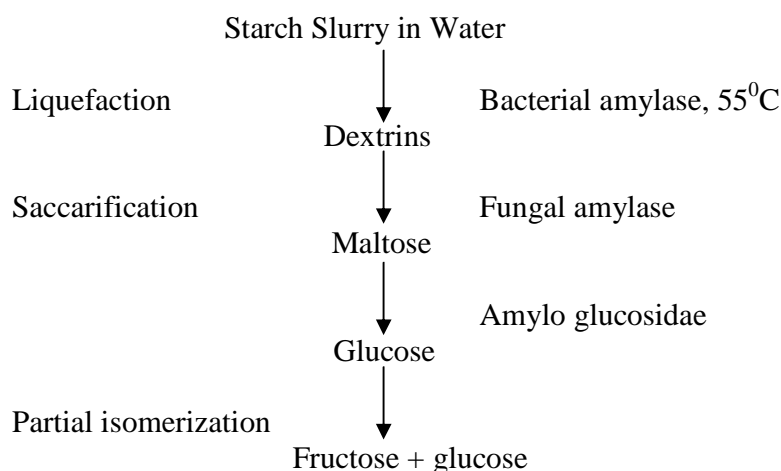 Starch Slurry in Water
Liquefaction Bacterial amylase, 55⁰C
Dextrins
Saccarification Fungal amylase
Maltose
Amylo glucosidae
Glucose
Partial isomerization
Fructose + glucose